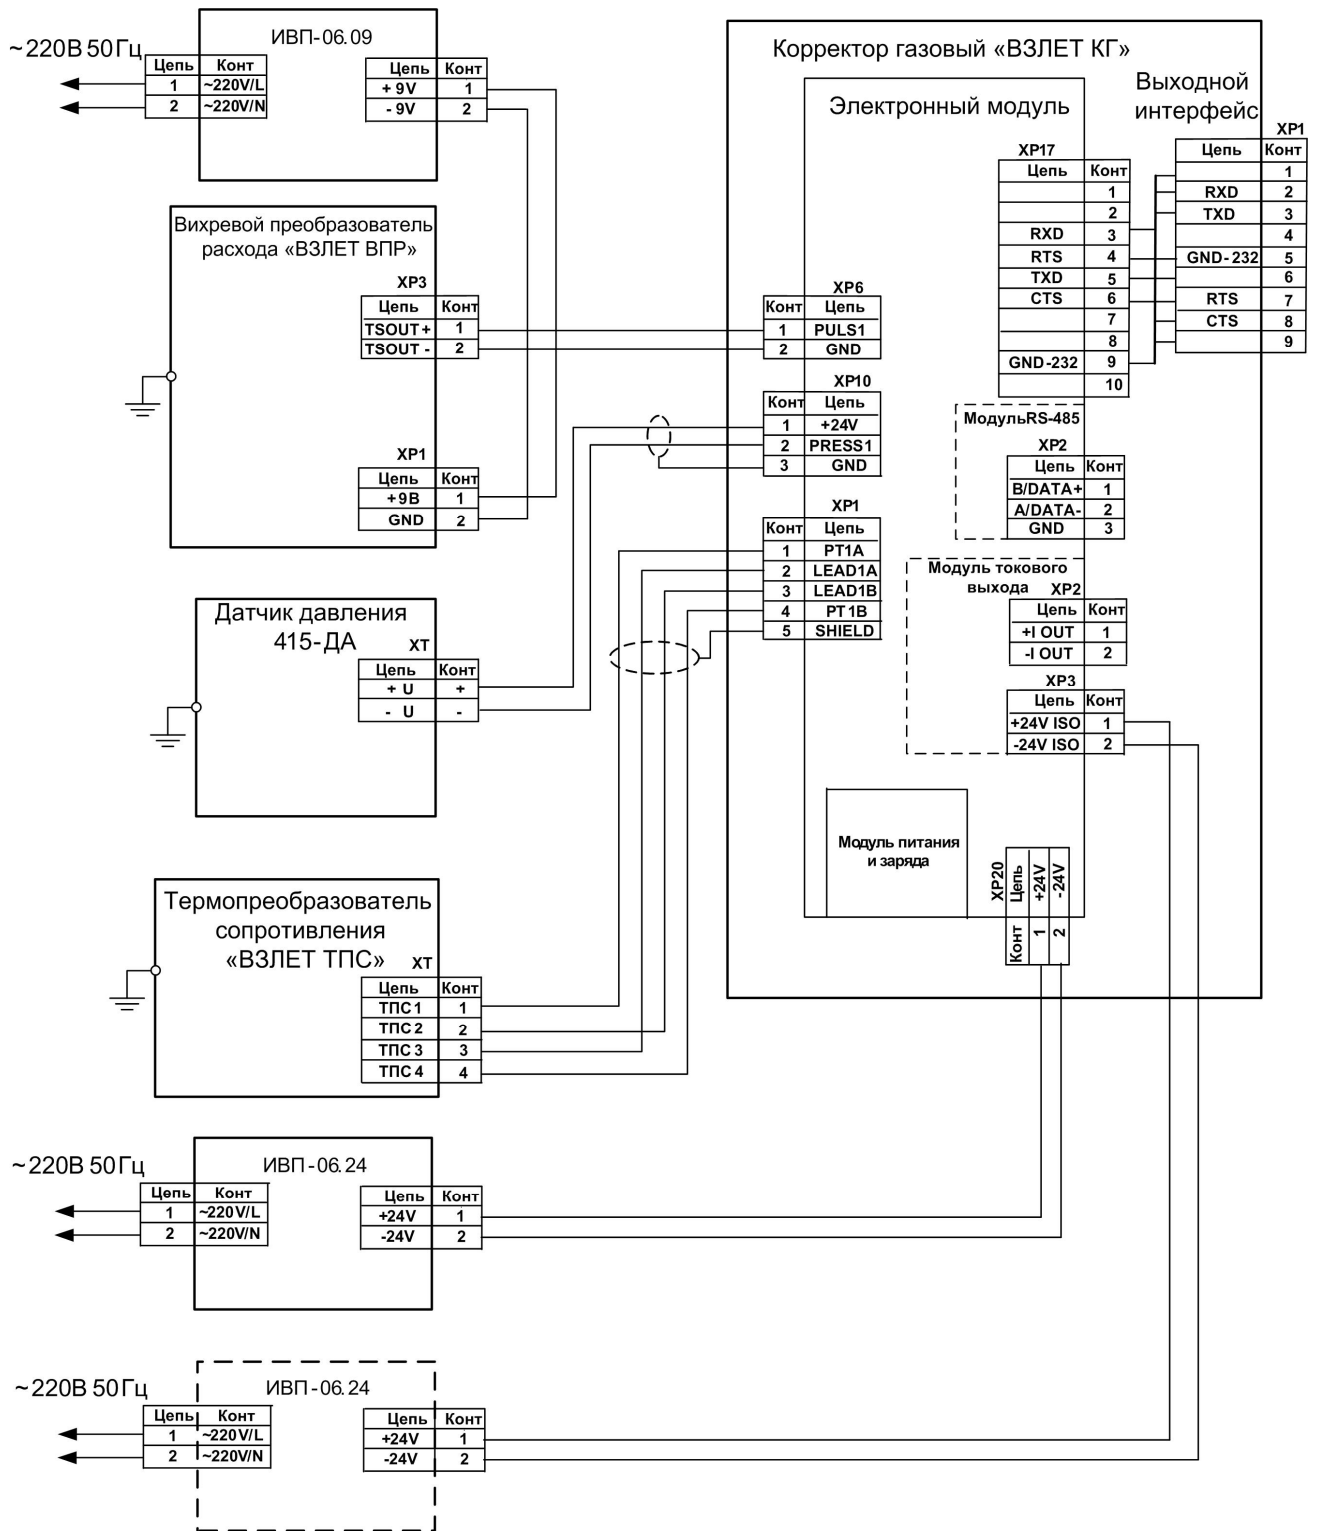 ИВП-06.09
~220В 50Гц
Цепь Конт
1 ~220V/L
2 ~220V/N
Цепь Конт
+ 9V 1
- 9V 2
Вихревой преобразователь
расхода «ВЗЛЕТ ВПР»
XP3
Цепь Конт
TSOUT+ 1
TSOUT - 2
XP1
Цепь Конт
+9В 1
GND 2
Датчик давления
415-ДА
XT
Цепь Конт
+ U +
- U -
Термопреобразователь
сопротивления
«ВЗЛЕТ ТПС»
XT
Цепь Конт
ТПС1 1
ТПС2 2
ТПС3 3
ТПС4 4
~220В 50Гц
ИВП-06.24
Цепь Конт
1 ~220V/L
2 ~220V/N
Цепь Конт
+24V 1
-24V 2
~220В 50Гц
ИВП-06.24
Цепь Конт
1 ~220V/L
2 ~220V/N
Цепь Конт
+24V 1
-24V 2
Корректор газовый «ВЗЛЕТ КГ»
Электронный модуль
XP6
Конт Цепь
1 PULS1
2 GND
XP10
Конт Цепь
1 +24V
2 PRESS1
3 GND
XP1
Конт Цепь
1 PT1A
2 LEAD1A
3 LEAD1B
4 PT1B
5 SHIELD
XP17
Цепь Конт
1
2
RXD 3
RTS 4
TXD 5
CTS 6
7
8
GND-232 9
10
Выходной
интерфейс
XP1
Цепь Конт
1
RXD 2
TXD 3
4
GND-232 5
6
RTS 7
CTS 8
9
МодульRS-485
XP2
Цепь Конт
B/DATA+ 1
A/DATA- 2
GND 3
Модуль токового
выхода
XP2
Цепь Конт
+I OUT 1
-I OUT 2
XP3
Цепь Конт
+24V ISO 1
-24V ISO 2
Модуль питания
и заряда
XP20
Цепь Конт
+24V 1
-24V 2